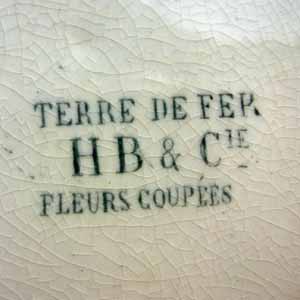 TERRE DE FER
HB & CIE
FLEURS COUPÉES